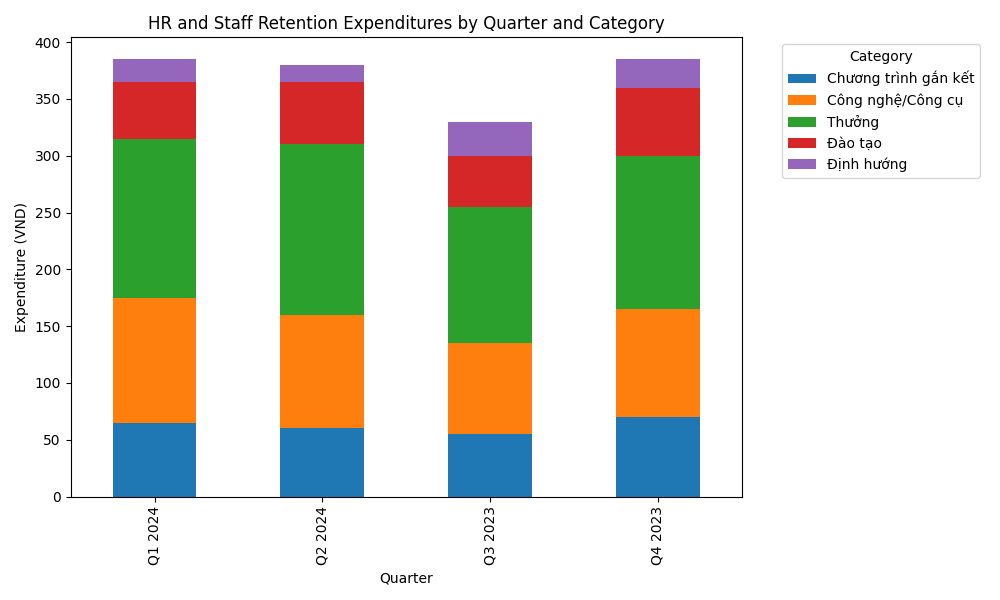 HR and Staff Retention Expenditures by Quarter and Category
Expenditure (VND)
400
350
300
250
200
150
100
50
0
Q1 2024
Q2 2024
Q3 2023
Q4 2023
Quarter
Category
Chương trình gắn kết
Công nghệ/Công cụ
Thưởng
Đào tạo
Định hướng